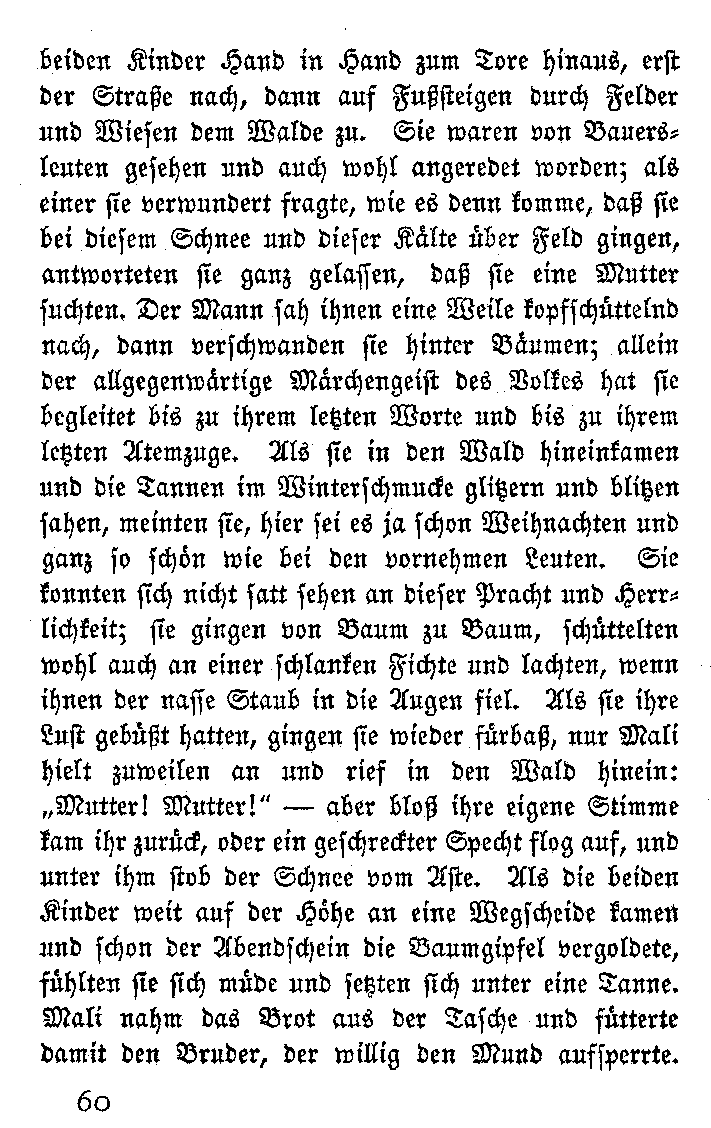 beiden Kinder Hand in Hand zum Tore hinaus, erst
der Straße nach, dann auf Fußsteigen durch Felder
und Wiesen dem Walde zu. Sie waren von Bauers-
leuten gesehen und auch wohl angeredet worden; als
einer sie verwundert fragte, wie es denn komme, daß sie
bei diesem Schnee und dieser Kälte über Feld gingen,
antworteten sie ganz gelassen, daß sie eine Mutter
suchten. Der Mann sah ihnen eine Weile kopfschüttelnd
nach, dann verschwanden sie hinter Bäumen; allein
der allgegenwärtige Märchengeist des Volkes hat sie
begleitet bis zu ihrem letzten Worte und bis zu ihrem
letzten Atemzuge. Als sie in den Wald hineinkamen
und die Tannen im Winterschmucke glitzern und blitzen
sahen, meinten sie, hier sei es ja schon Weihnachten und
ganz so schön wie bei den vornehmen Leuten. Sie
konnten sich nicht satt sehen an dieser Pracht und Herr-
lichkeit; sie gingen von Baum zu Baum, schüttelten
wohl auch an einer schlanken Fichte und lachten, wenn
ihnen der nasse Staub in die Augen fiel. Als sie ihre
Lust gebüßt hatten, gingen sie wieder fürbaß, nur Mali
hielt zuweilen an und rief in den Wald hinein:
„Mutter! Mutter!“ — aber bloß ihre eigene Stimme
kam ihr zurück, oder ein geschreckter Specht flog auf, und
unter ihm stob der Schnee vom Aste. Als die beiden
Kinder weit auf der Höhe an eine Wegscheide kamen
und schon der Abendschein die Baumgipfel vergoldete,
fühlten sie sich müde und setzten sich unter eine Tanne.
Mali nahm das Brot aus der Tasche und fütterte
damit den Bruder, der willig den Mund aufsperrte.
60